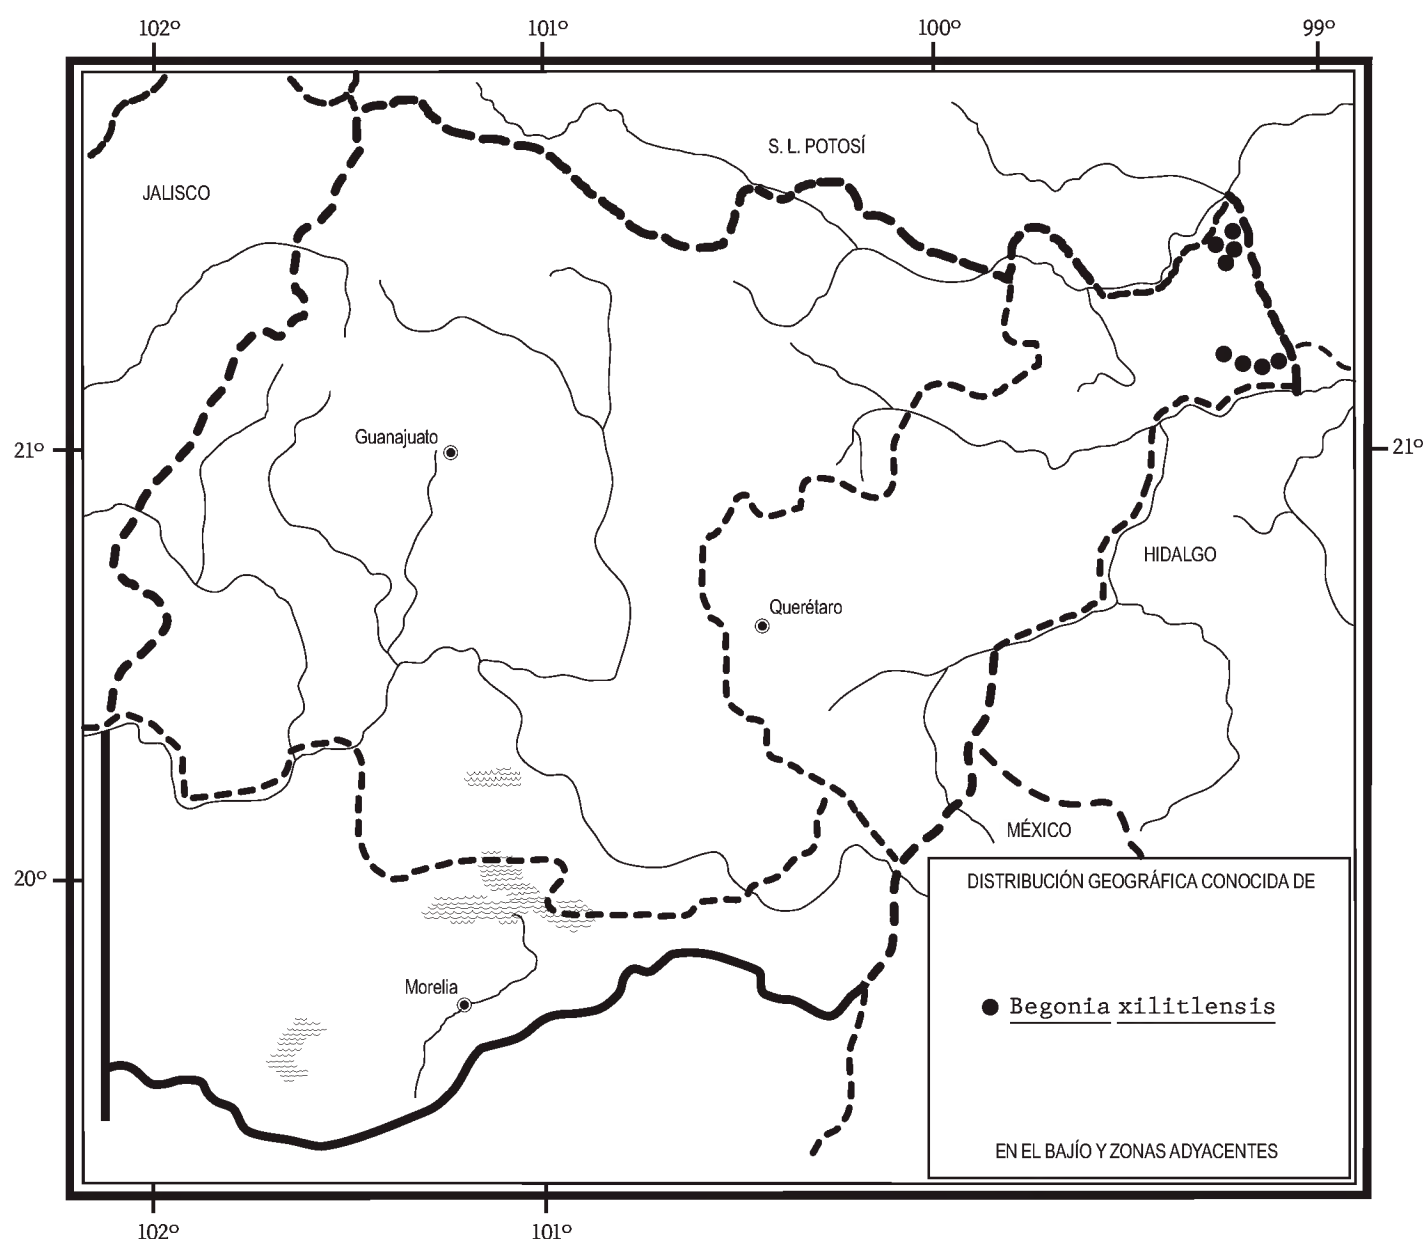 102º 101º 100º 99º
S. L. POTOSÍ
JALISCO
Guanajuato
21º 21º
HIDALGO
Querétaro
MÉXICO
20º
DISTRIBUCIÓN GEOGRÁFICA CONOCIDA DE
Morelia
Begonia xilitlensis
EN EL BAJÍO Y ZONAS ADYACENTES
102º 101º